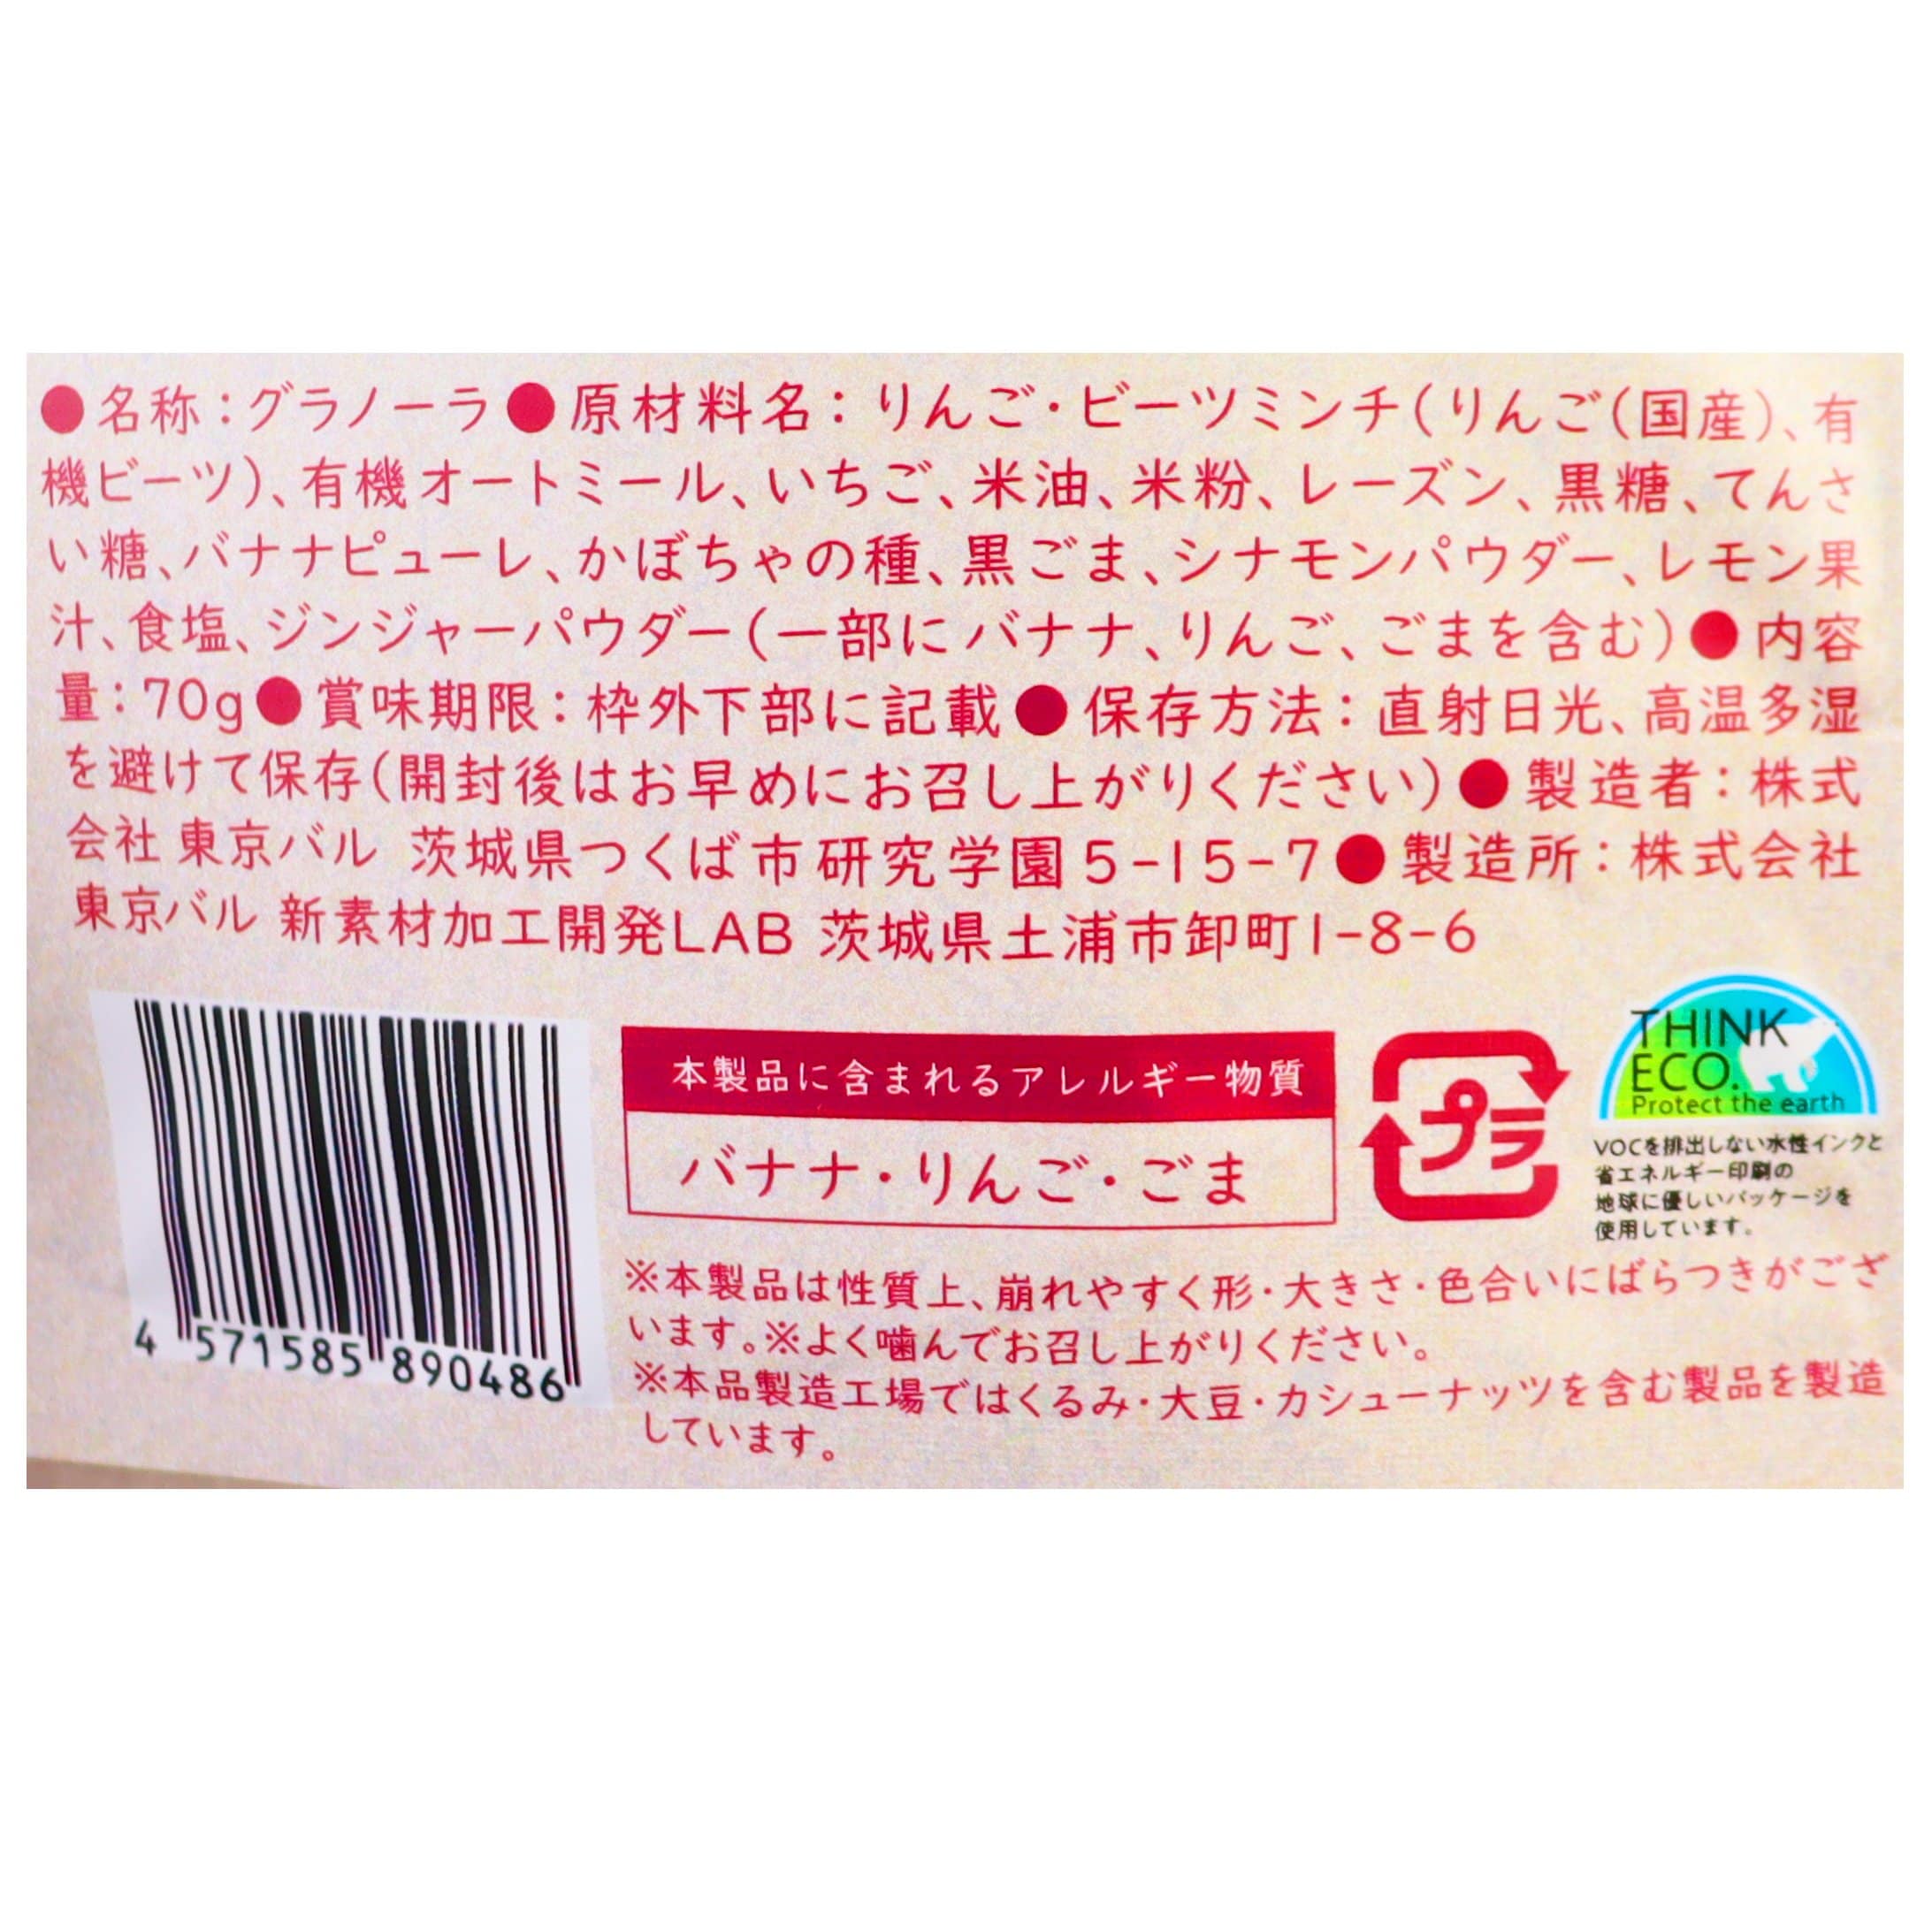 ●名称：グラノーラ●原材料名：りんご・ビーツミンチ(りんご(国産)、有
機ビーツ)、有機オートミール、いちご、米油、米粉、レーズン、黒糖、てんさ
い糖、バナナピューレ、かぼちゃの種、黒ごま、シナモンパウダー、レモン果
汁、食塩、ジンジャーパウダー(一部にバナナ、りんご、ごまを含む)●内容
量：70g●賞味期限：枠外下部に記載●保存方法：直射日光、高温多湿
を避けて保存(開封後はお早めにお召し上がりください)●製造者：株式
会社 東京バル 茨城県つくば市研究学園5-15-7●製造所：株式会社
東京バル 新素材加工開発LAB 茨城県土浦市卸町1-8-6
4 571585 890486
本製品に含まれるアレルギー物質
バナナ・りんご・ごま
プラ
THINK
ECO.
Protect the earth
VOCを排出しない水性インクと
省エネルギー印刷の
地球に優しいパッケージを
使用しています。
※本製品は性質上、崩れやすく形・大きさ・色合いにばらつきがござ
います。※よく噛んでお召し上がりください。
※本品製造工場ではくるみ・大豆・カシューナッツを含む製品を製造
しています。